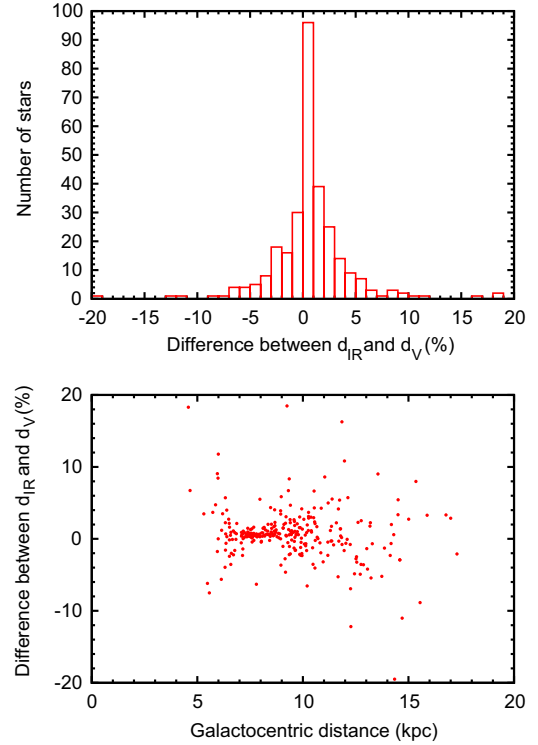 Number of stars
100
90
80
70
60
50
40
30
20
10
0
-20 -15 -10 -5 0 5 10 15 20
Difference between d_IR and d_V (%)
Difference between d_IR and d_V (%)
20
10
0
-10
-20
0 5 10 15 20
Galactocentric distance (kpc)